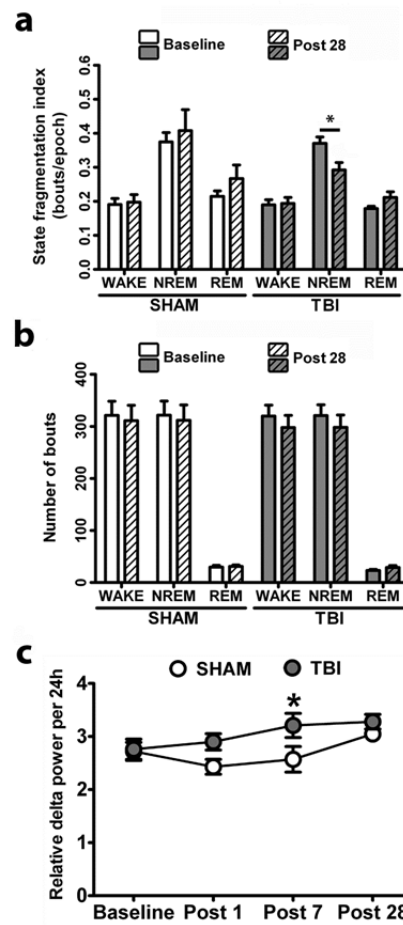 a
Baseline Post 28
State fragmentation index
(bouts/epoch)
0.6
0.5
0.4
0.3
0.2
0.1
0.0
*
WAKE NREM REM WAKE NREM REM
SHAM TBI
b
Baseline Post 28
Number of bouts
400
300
200
100
0
WAKE NREM REM WAKE NREM REM
SHAM TBI
c
SHAM TBI
Relative delta power per 24h
4
3
2
1
0
*
Baseline Post 1 Post 7 Post 28